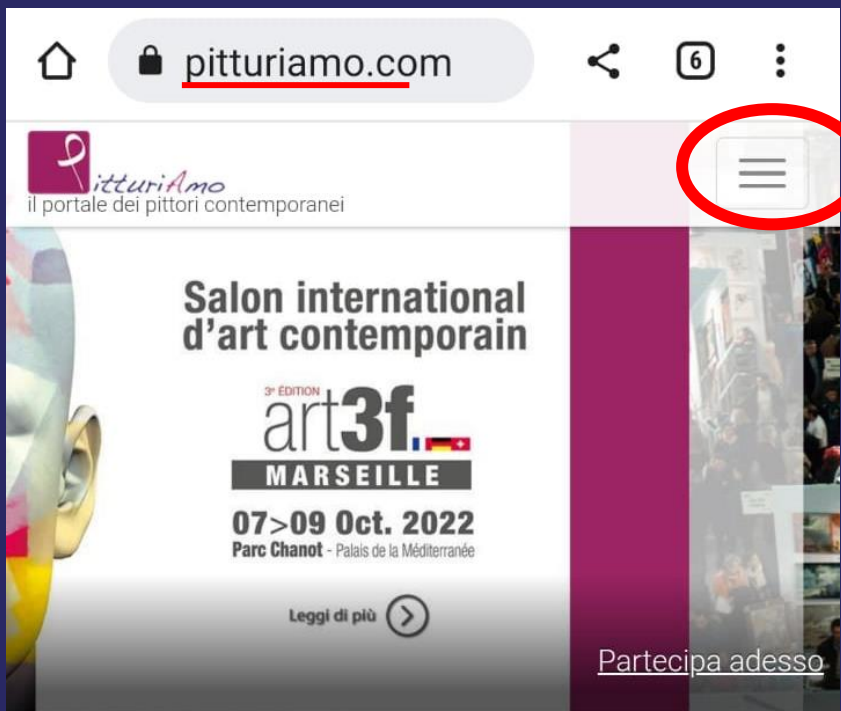 pitturiamo.com
6
PitturiAmo
il portale dei pittori contemporanei
Salon international
d'art contemporain
3e ÉDITION
art3f
MARSEILLE
07>09 Oct. 2022
Parc Chanot - Palais de la Méditerranée
Leggi di più
Partecipa adesso